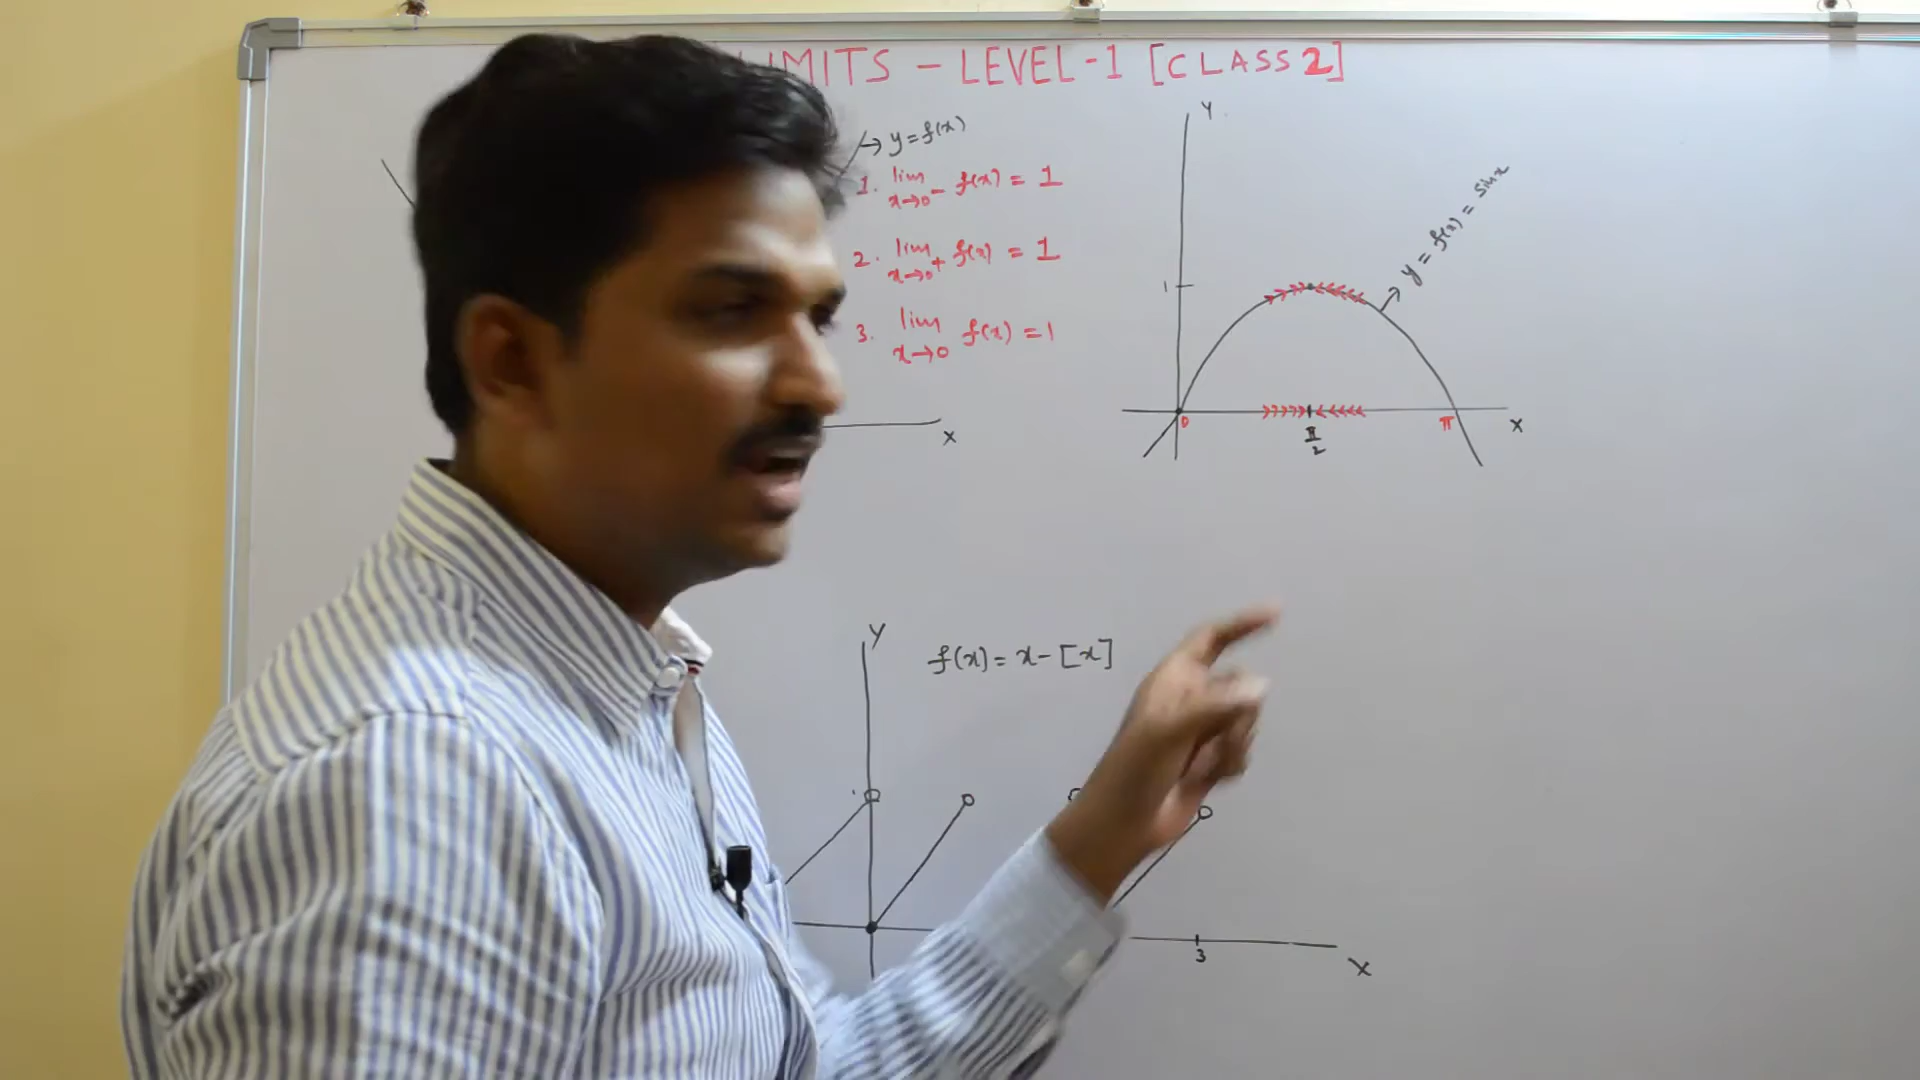 IMITS - LEVEL-1 [CLASS 2]
y=f(x)
1. lim x→0- f(x) = 1
2. lim x→0+ f(x) = 1
3. lim x→0 f(x) = 1
X
Y
1
y = f(x) = sinx
0
π/2
π
X
Y
f(x) = x - [x]
1
3
X